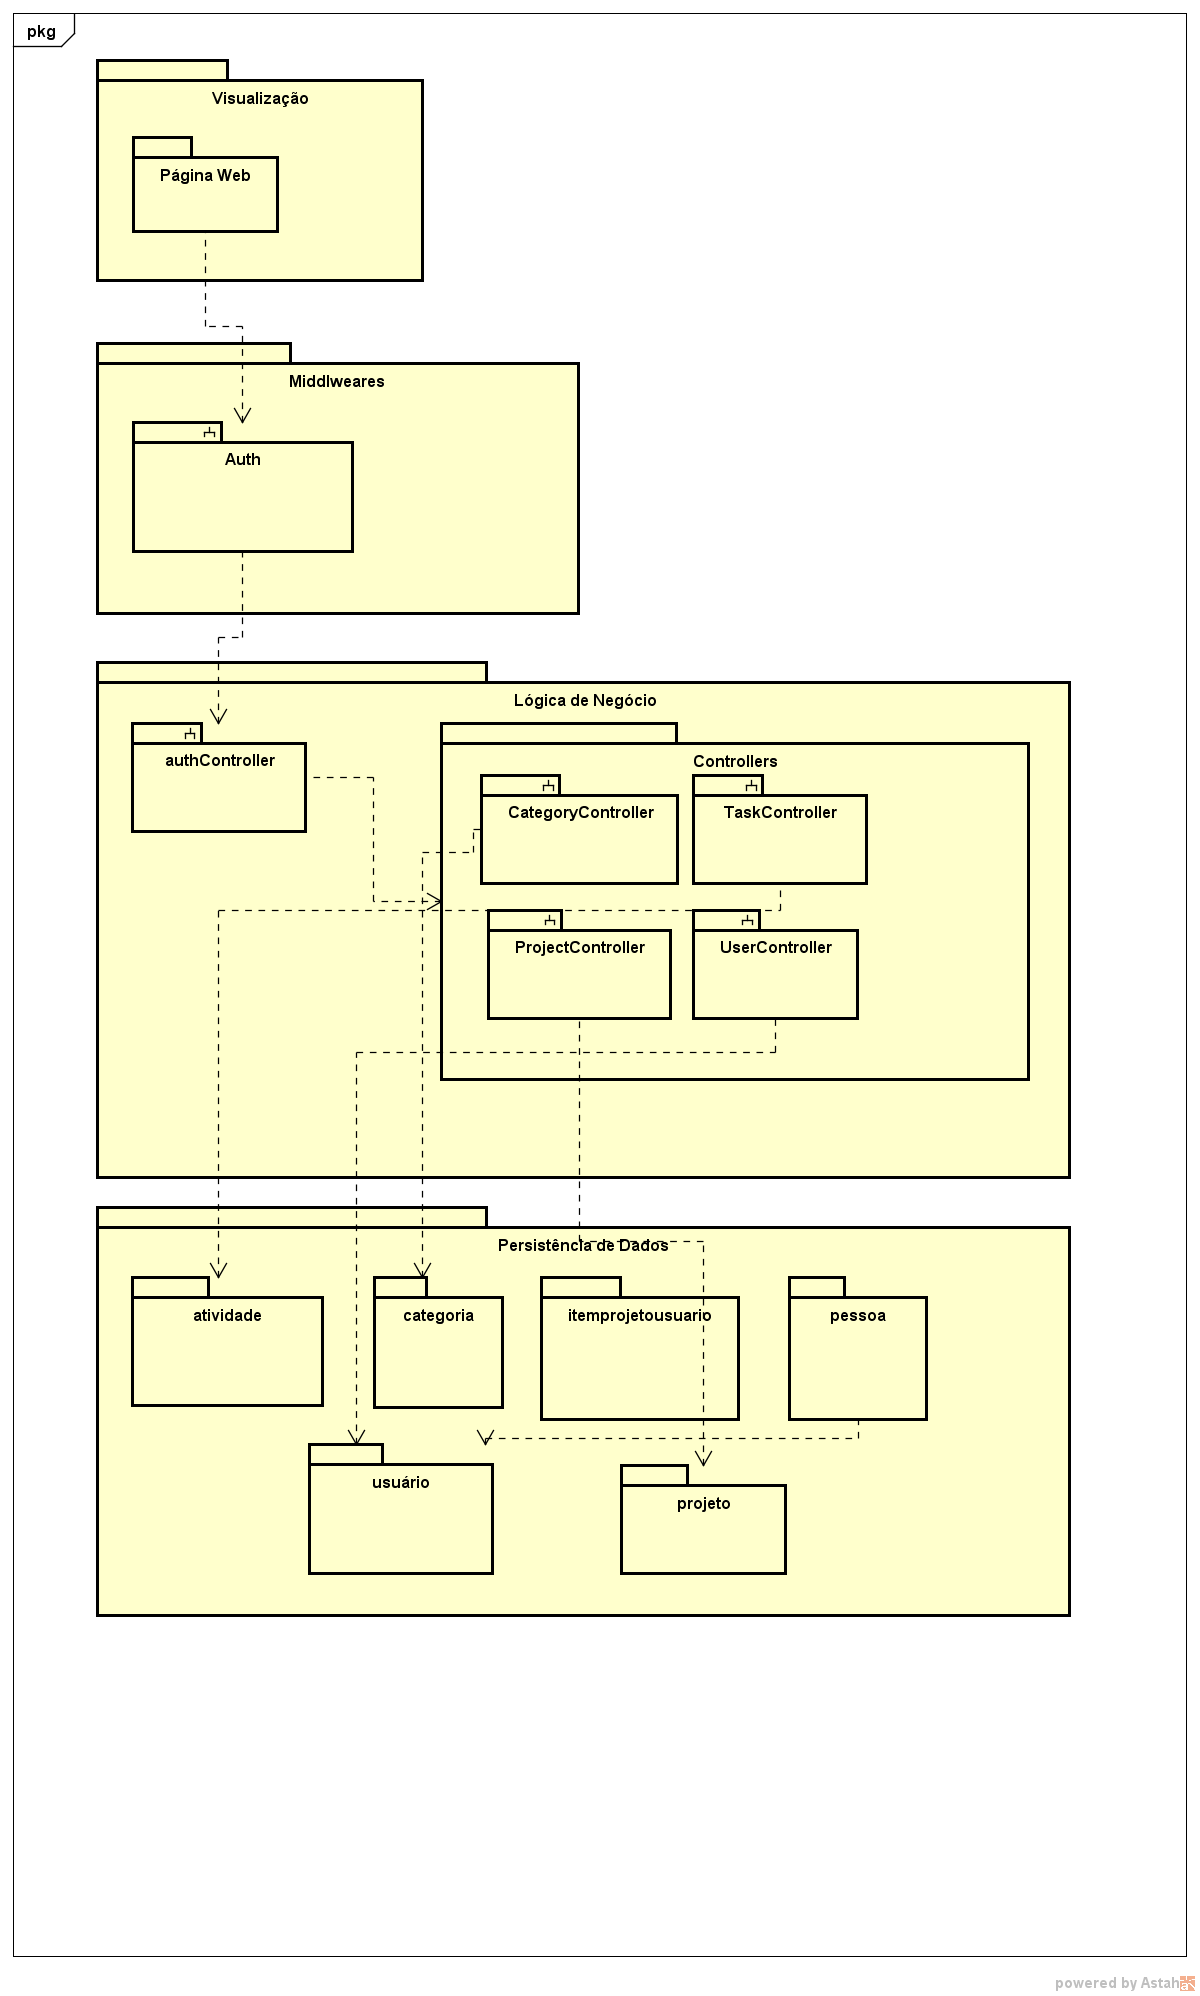 pkg
Visualização
Página Web
Middlweares
Auth
Lógica de Negócio
authController
Controllers
CategoryController
TaskController
ProjectController
UserController
Persistência de Dados
atividade
categoria
itemprojetousuario
pessoa
usuário
projeto
powered by Astah